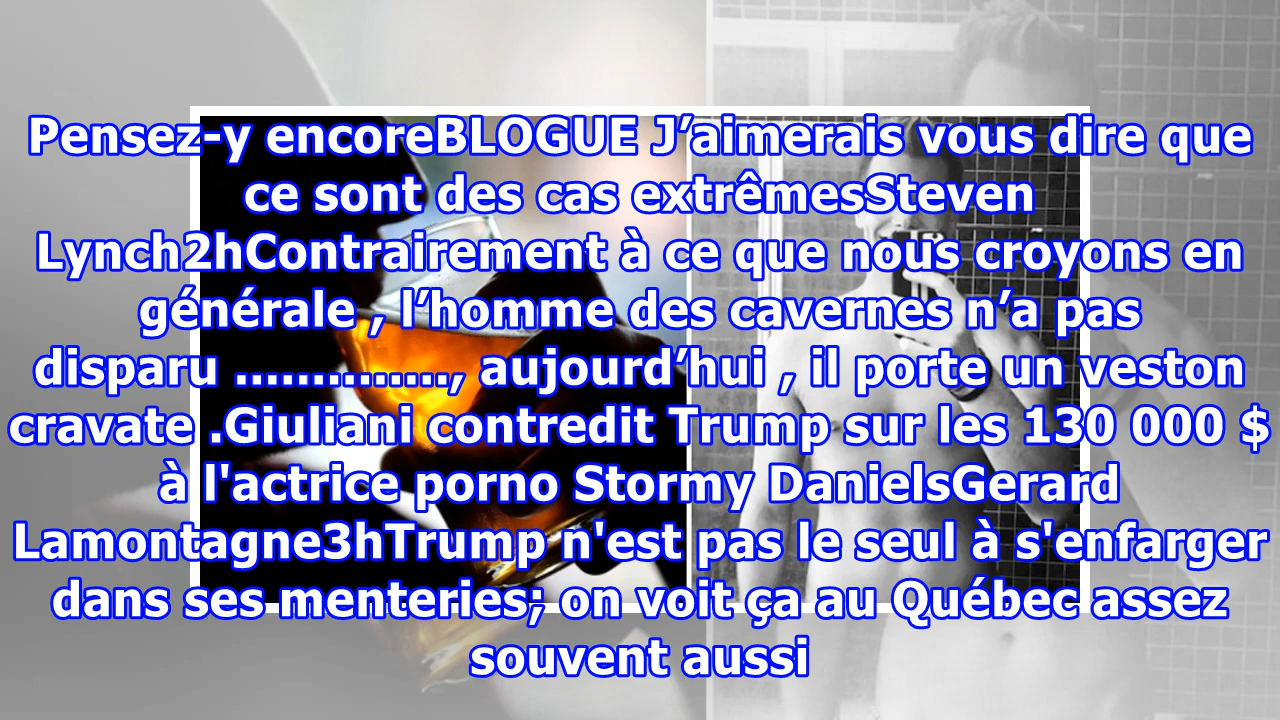 Pensez-y encoreBLOGUE J’aimerais vous dire que
ce sont des cas extrêmesSteven
Lynch2hContrairement à ce que nous croyons en
générale , l’homme des cavernes n’a pas
disparu .............., aujourd’hui , il porte un veston
cravate .Giuliani contredit Trump sur les 130 000 $
à l'actrice porno Stormy DanielsGerard
Lamontagne3hTrump n'est pas le seul à s'enfarger
dans ses menteries; on voit ça au Québec assez
souvent aussi